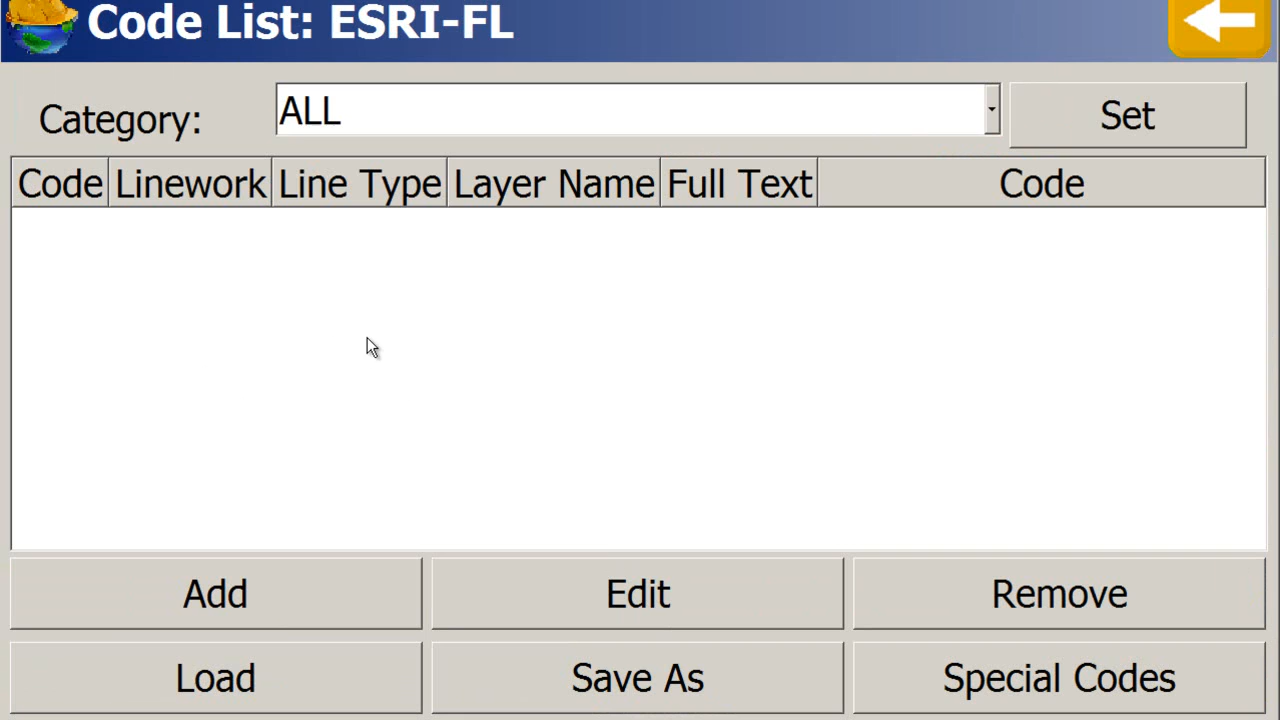 Code List: ESRI-FL
Category: ALL Set
Code Linework Line Type Layer Name Full Text Code
Add Edit Remove
Load Save As Special Codes